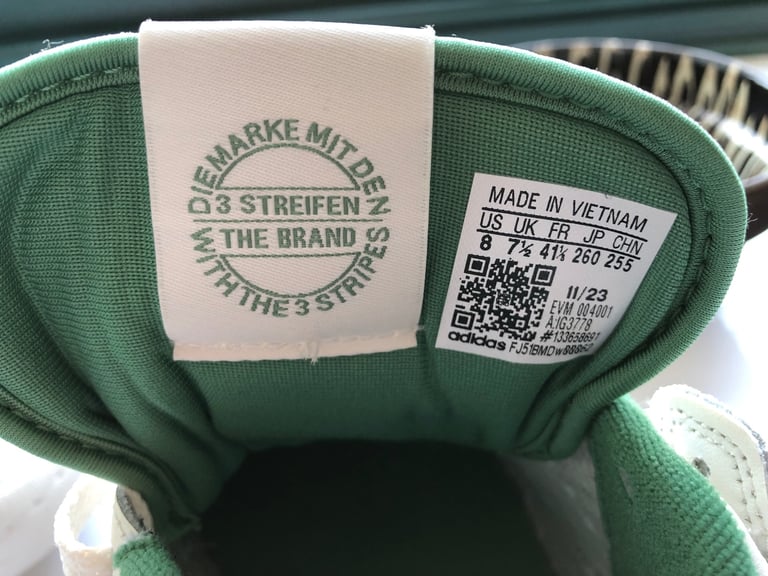 DIE MARKE MIT DEN
3 STREIFEN
THE BRAND
WITH THE 3 STRIPES
MADE IN VIETNAM
US UK FR JP CHN
8 7½ 41⅓ 260 255
11/23
EVM 004001
A:IG3778
#133658691
adidas